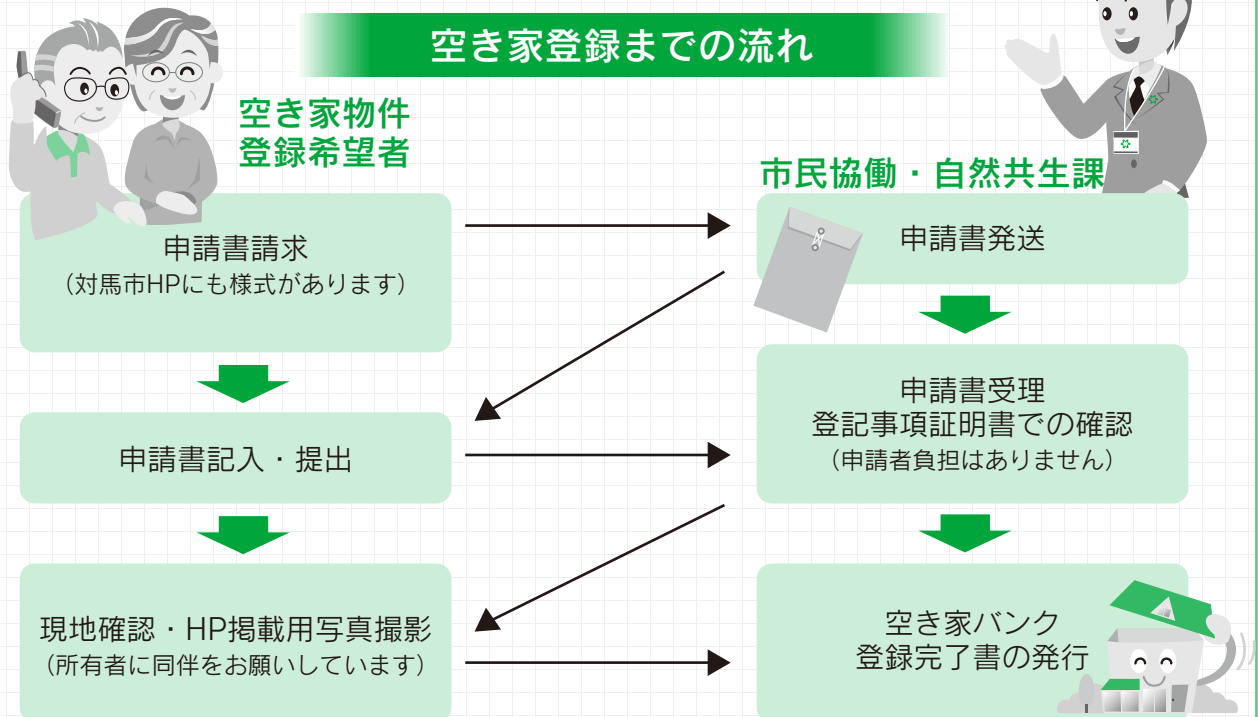 空き家登録までの流れ
空き家物件
登録希望者
市民協働・自然共生課
申請書請求
（対馬市HPにも様式があります）
申請書発送
申請書記入・提出
申請書受理
登記事項証明書での確認
（申請者負担はありません）
現地確認・HP掲載用写真撮影
（所有者に同伴をお願いしています）
空き家バンク
登録完了書の発行